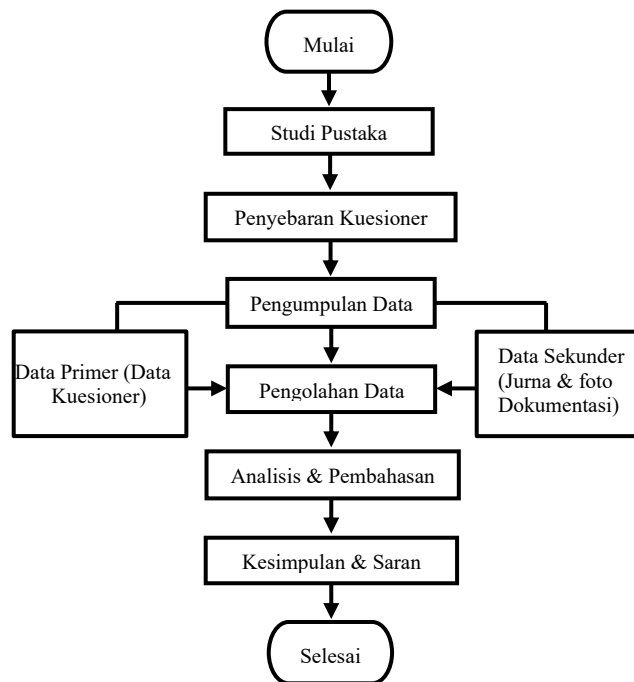 Mulai
Studi Pustaka
Penyebaran Kuesioner
Pengumpulan Data
Data Primer (Data
Kuesioner)
Pengolahan Data
Data Sekunder
(Jurna & foto
Dokumentasi)
Analisis & Pembahasan
Kesimpulan & Saran
Selesai